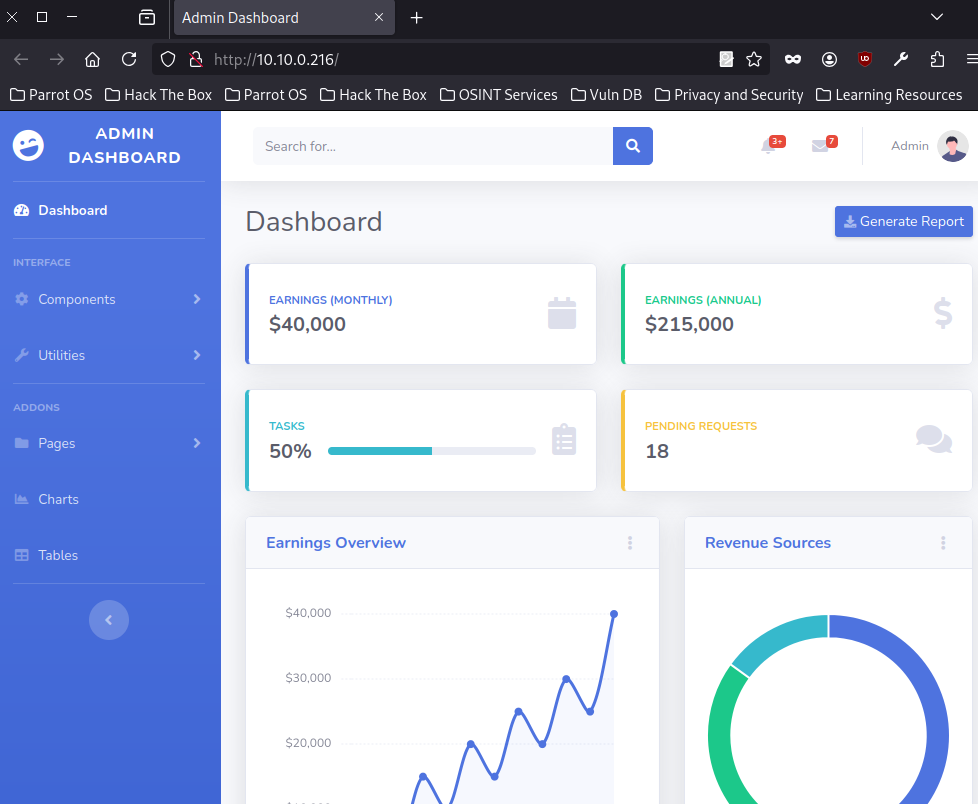 Admin Dashboard
http://10.10.0.216/
Parrot OS Hack The Box Parrot OS Hack The Box OSINT Services Vuln DB Privacy and Security Learning Resources
ADMIN
DASHBOARD
Search for...
3+
7
Admin
Dashboard
INTERFACE
Components
Utilities
ADDONS
Pages
Charts
Tables
Dashboard
Generate Report
EARNINGS (MONTHLY)
$40,000
EARNINGS (ANNUAL)
$215,000
TASKS
50%
PENDING REQUESTS
18
Earnings Overview
$40,000
$30,000
$20,000
Revenue Sources